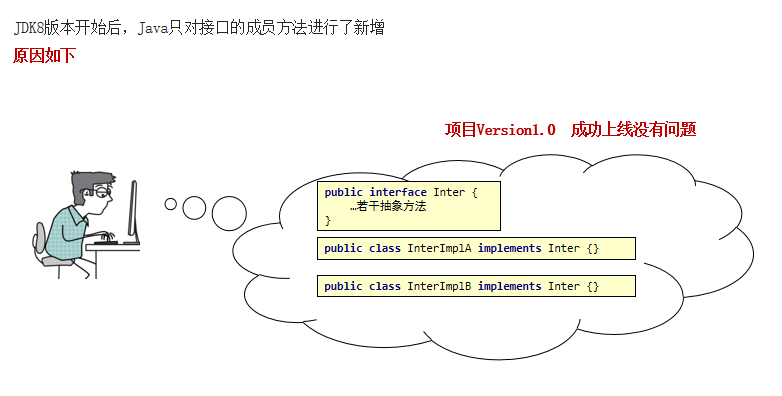 JDK8版本开始后，Java只对接口的成员方法进行了新增
原因如下
项目Version1.0 成功上线没有问题
public interface Inter {
…若干抽象方法
}
public class InterImplA implements Inter {}
public class InterImplB implements Inter {}